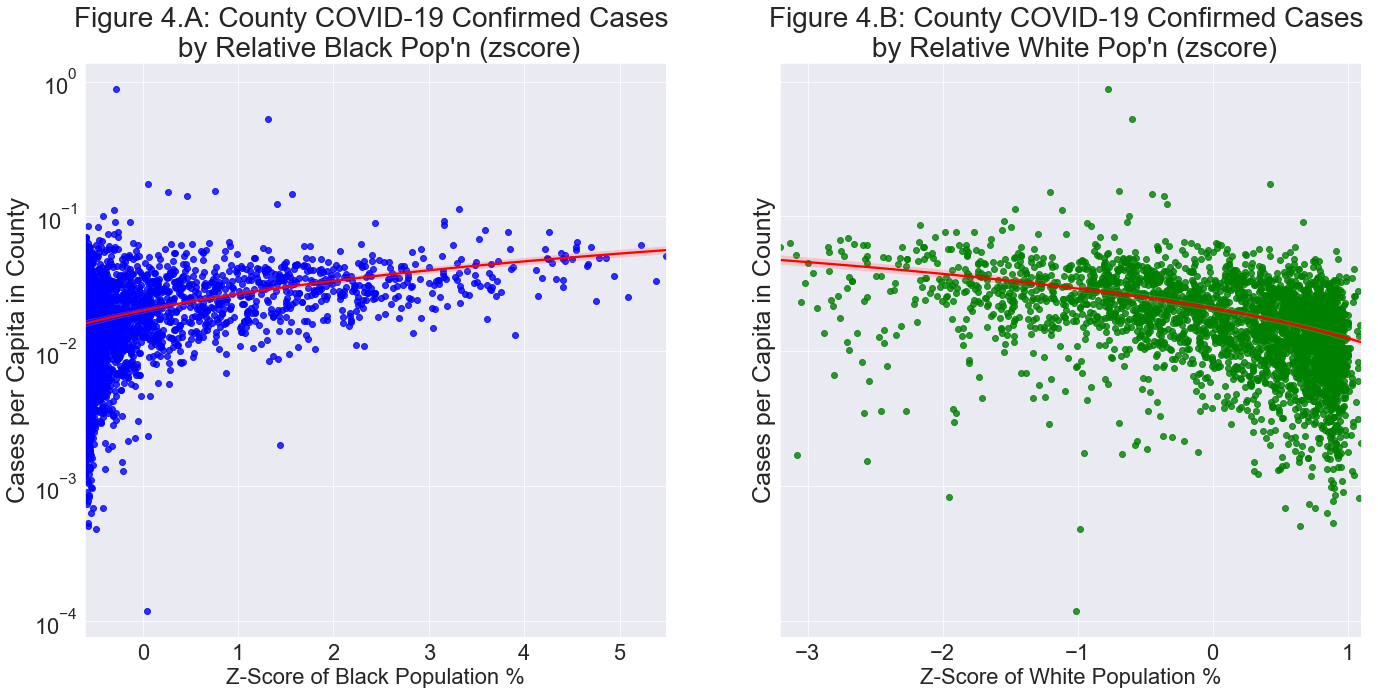 Figure 4.A: County COVID-19 Confirmed Cases
by Relative Black Pop'n (zscore)
Cases per Capita in County
10⁰
10⁻¹
10⁻²
10⁻³
10⁻⁴
0 1 2 3 4 5
Z-Score of Black Population %
Figure 4.B: County COVID-19 Confirmed Cases
by Relative White Pop'n (zscore)
Cases per Capita in County
−3 −2 −1 0 1
Z-Score of White Population %